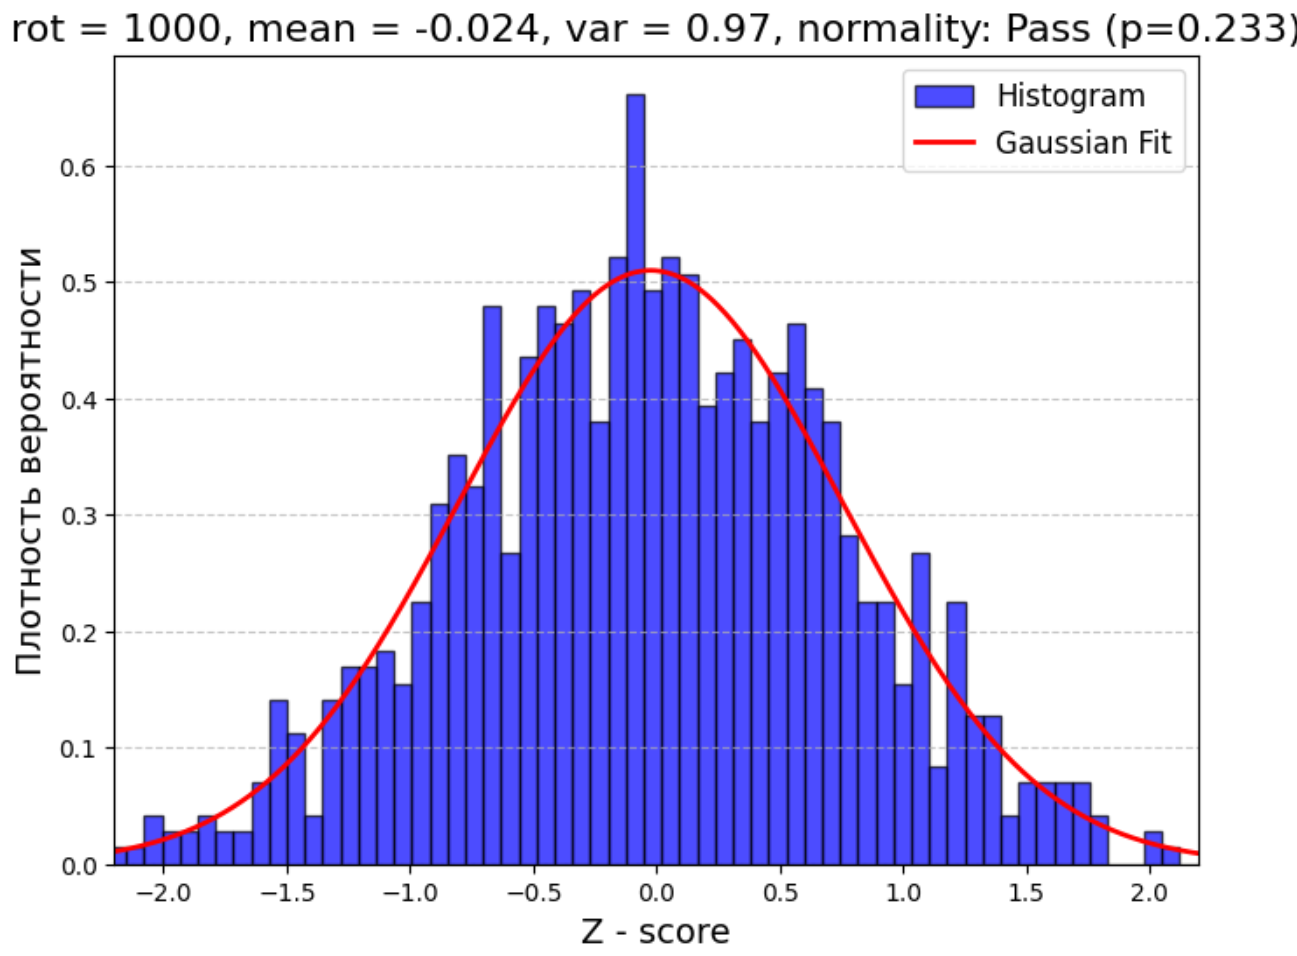 rot = 1000, mean = -0.024, var = 0.97, normality: Pass (p=0.233)
Histogram
Gaussian Fit
Плотность вероятности
0.6
0.5
0.4
0.3
0.2
0.1
0.0
−2.0 −1.5 −1.0 −0.5 0.0 0.5 1.0 1.5 2.0
Z - score